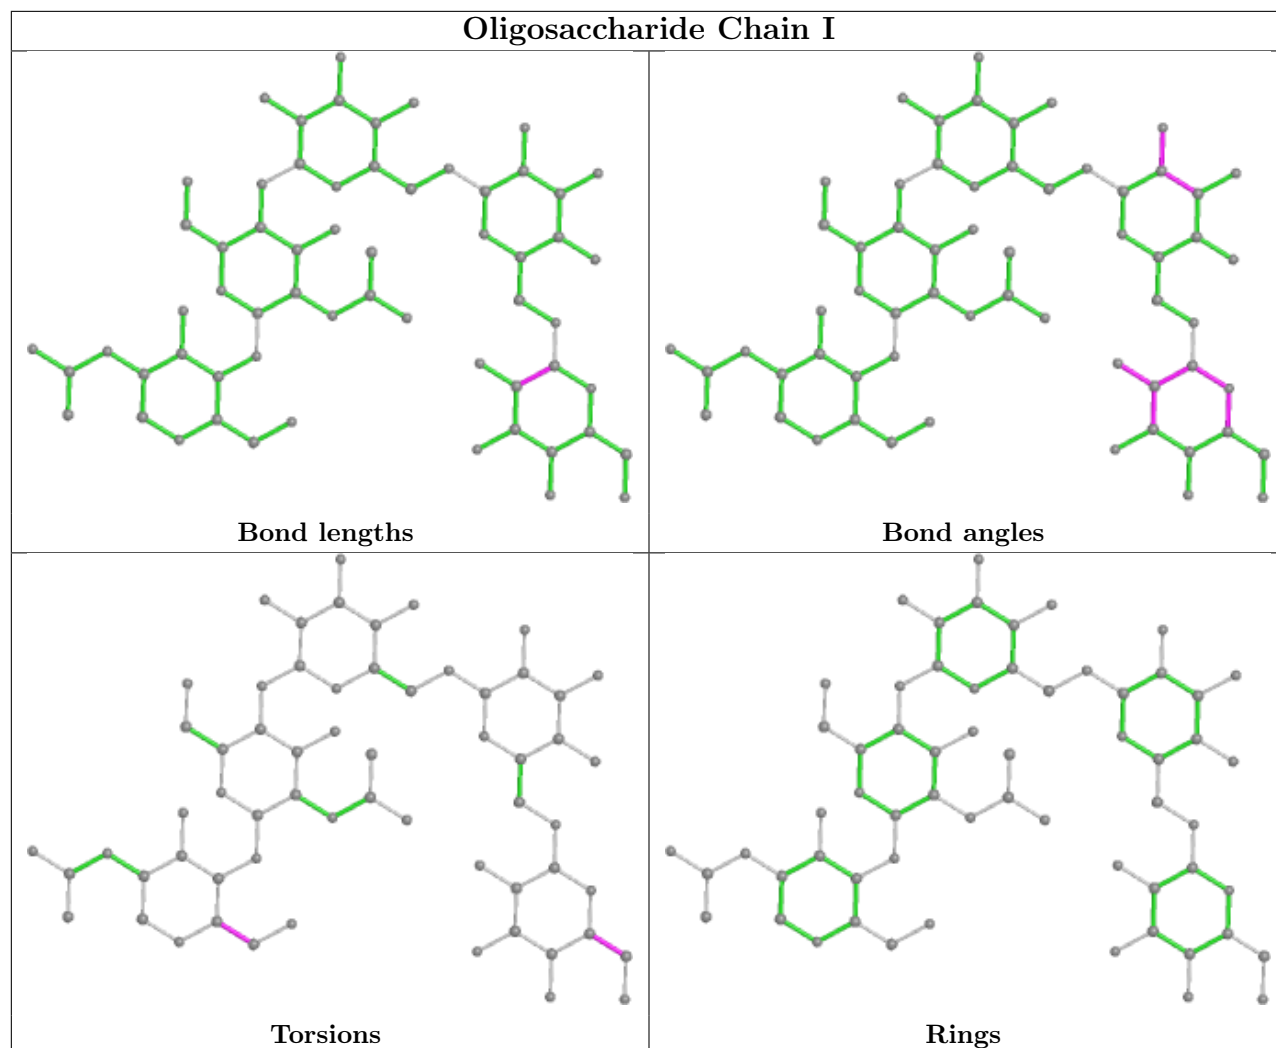 Oligosaccharide Chain I
Bond lengths
Bond angles
Torsions
Rings